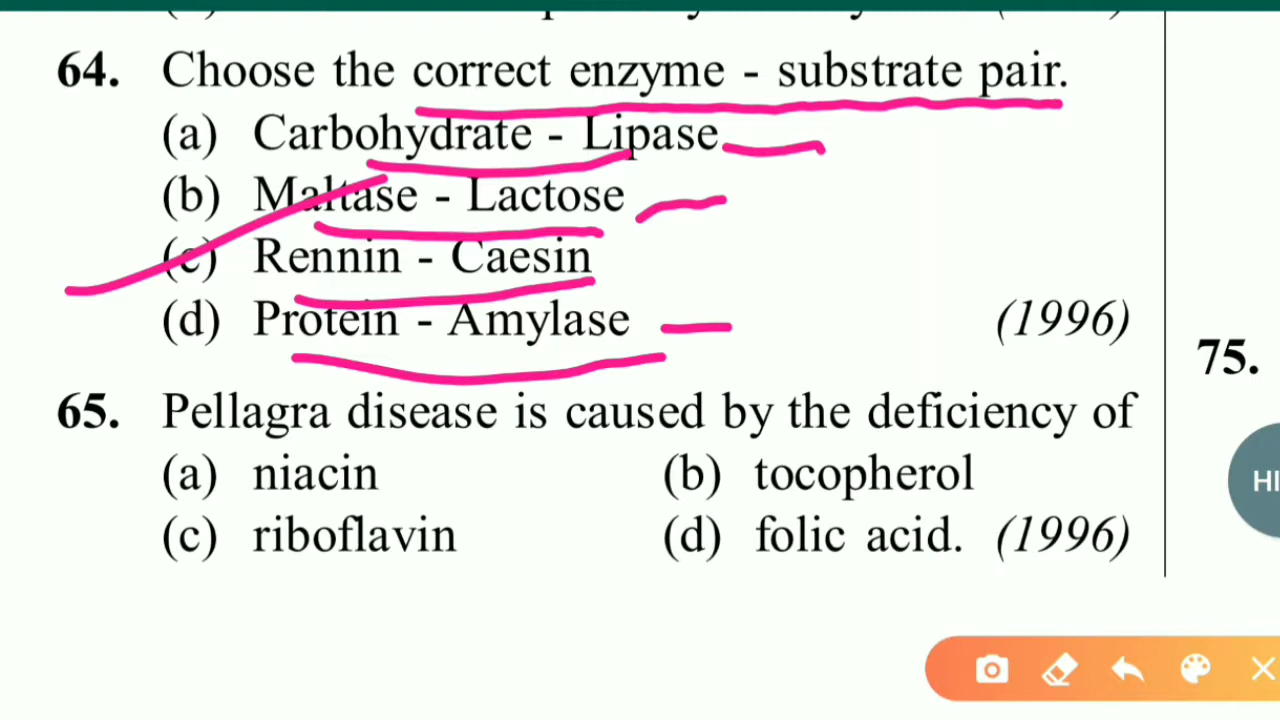 64. Choose the correct enzyme - substrate pair.
(a) Carbohydrate - Lipase
(b) Maltase - Lactose
(c) Rennin - Caesin
(d) Protein - Amylase (1996)
75.
65. Pellagra disease is caused by the deficiency of
(a) niacin (b) tocopherol
HI
(c) riboflavin (d) folic acid. (1996)